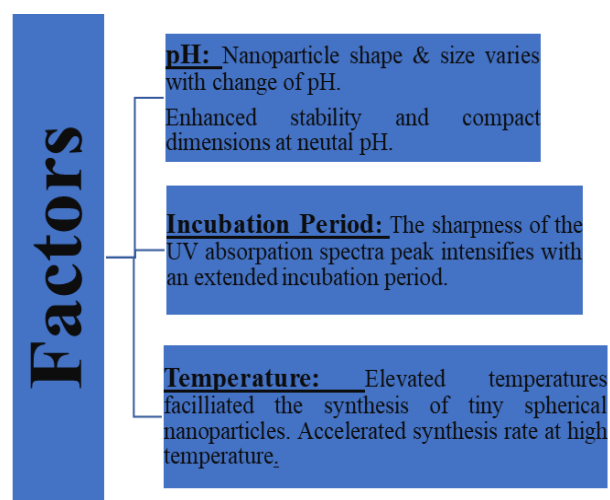 Factors
pH: Nanoparticle shape & size varies
with change of pH.
Enhanced stability and compact
dimensions at neutal pH.
Incubation Period: The sharpness of the
UV absorpation spectra peak intensifies with
an extended incubation period.
Temperature: Elevated temperatures
facilliated the synthesis of tiny spherical
nanoparticles. Accelerated synthesis rate at high
temperature.